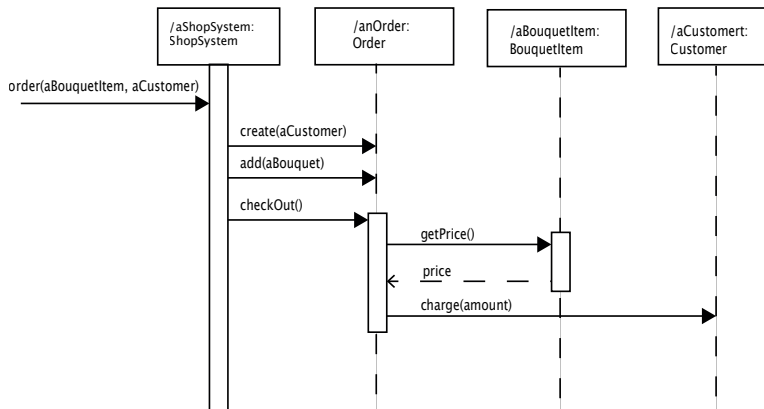 /aShopSystem:
ShopSystem
/anOrder:
Order
/aBouquetItem:
BouquetItem
/aCustomert:
Customer
order(aBouquetItem, aCustomer)
create(aCustomer)
add(aBouquet)
checkOut()
getPrice()
price
charge(amount)